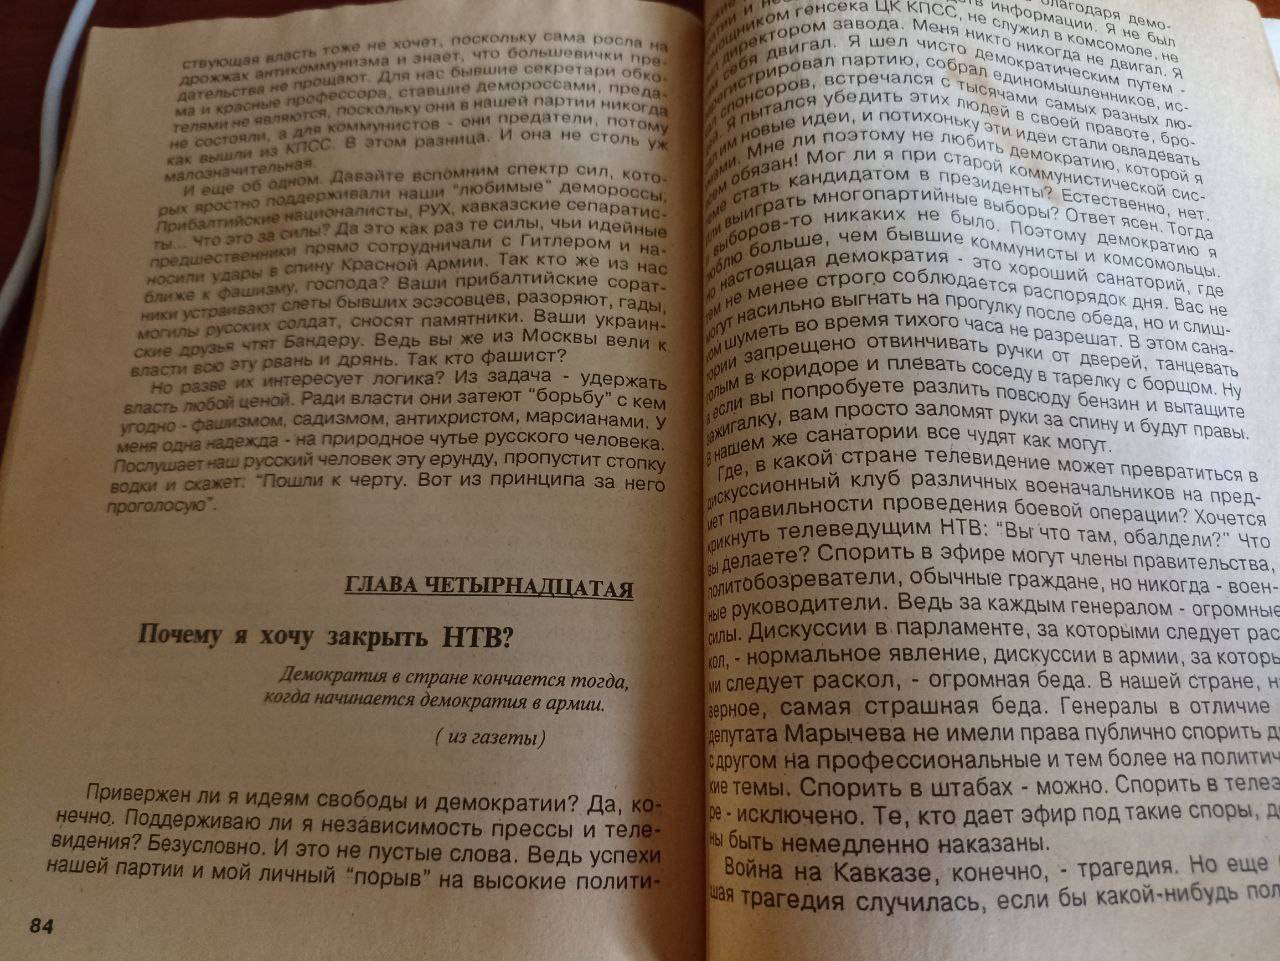 ствующая власть тоже не хочет, поскольку сама росла на
дрожжах антикоммунизма и знает, что большевички пре-
дательства не прощают. Для нас бывшие секретари обко-
ма и красные профессора, ставшие демороссами, преда-
телями не являются, поскольку они в нашей партии никогда
не состояли, а для коммунистов - они предатели, потому
как вышли из КПСС. В этом разница. И она не столь уж
малозначительная.
И еще об одном. Давайте вспомним спектр сил, кото-
рых яростно поддерживали наши "любимые" демороссы.
Прибалтийские националисты, РУХ, кавказские сепаратис-
ты... Что это за силы? Да это как раз те силы, чьи идейные
предшественники прямо сотрудничали с Гитлером и на-
носили удары в спину Красной Армии. Так кто же из нас
ближе к фашизму, господа? Ваши прибалтийские сорат-
ники устраивают слеты бывших эсэсовцев, разоряют, гады,
могилы русских солдат, сносят памятники. Ваши украин-
ские друзья чтят Бандеру. Ведь вы же из Москвы вели к
власти всю эту рвань и дрянь. Так кто фашист?
Но разве их интересует логика? Их задача - удержать
власть любой ценой. Ради власти они затеют "борьбу" с кем
угодно - фашизмом, садизмом, антихристом, марсианами. У
меня одна надежда - на природное чутье русского человека.
Послушает наш русский человек эту ерунду, пропустит стопку
водки и скажет: "Пошли к черту. Вот из принципа за него
проголосую".
ГЛАВА ЧЕТЫРНАДЦАТАЯ
Почему я хочу закрыть НТВ?
Демократия в стране кончается тогда,
когда начинается демократия в армии.
( из газеты)
Привержен ли я идеям свободы и демократии? Да, ко-
нечно. Поддерживаю ли я независимость прессы и теле-
видения? Безусловно. И это не пустые слова. Ведь успехи
нашей партии и мой личный "порыв" на высокие полити-
84
благодаря демо-
информации. Я не был
генсека ЦК КПСС, не служил в комсомоле, не
директором завода. Меня никто никогда не двигал. Я
себя двигал. Я шел чисто демократическим путем -
партию, собрал единомышленников, ис-
спонсоров, встречался с тысячами самых разных лю-
Я пытался убедить этих людей в своей правоте, бро-
им новые идеи, и потихоньку эти идеи стали овладевать
Мне ли поэтому не любить демократию, которой я
обязан! Мог ли я при старой коммунистической сис-
стать кандидатом в президенты? Естественно, нет.
выиграть многопартийные выборы? Ответ ясен. Тогда
выборов-то никаких не было. Поэтому демократию я
люблю больше, чем бывшие коммунисты и комсомольцы.
но настоящая демократия - это хороший санаторий, где
тем не менее строго соблюдается распорядок дня. Вас не
могут насильно выгнать на прогулку после обеда, но и слиш-
ком шуметь во время тихого часа не разрешат. В этом сана-
тории запрещено отвинчивать ручки от дверей, танцевать
голым в коридоре и плевать соседу в тарелку с борщом. Ну
а если вы попробуете разлить повсюду бензин и вытащите
зажигалку, вам просто заломят руки за спину и будут правы.
В нашем же санатории все чудят как могут.
Где, в какой стране телевидение может превратиться в
дискуссионный клуб различных военачальников на пред-
мет правильности проведения боевой операции? Хочется
крикнуть телеведущим НТВ: "Вы что там, обалдели?" Что
вы делаете? Спорить в эфире могут члены правительства,
политобозреватели, обычные граждане, но никогда - воен-
ные руководители. Ведь за каждым генералом - огромные
силы. Дискуссии в парламенте, за которыми следует рас-
кол, - нормальное явление, дискуссии в армии, за которы-
ми следует раскол, - огромная беда. В нашей стране, на-
верное, самая страшная беда. Генералы в отличие
депутата Марычева не имели права публично спорить
с другом на профессиональные и тем более на политич
кие темы. Спорить в штабах - можно. Спорить в телеэ
ре - исключено. Те, кто дает эфир под такие споры,
ны быть немедленно наказаны.
Война на Кавказе, конечно, - трагедия. Но еще
шая трагедия случилась, если бы какой-нибудь пол